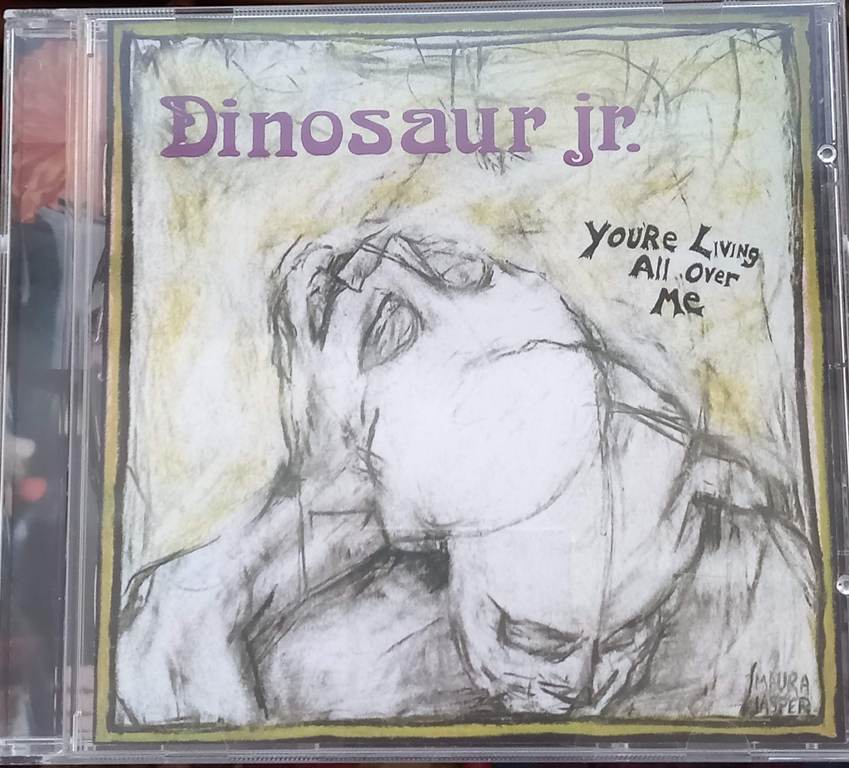 Dinosaur jr.
YOURe LIVING
All Over
Me
MAURA
JASPER